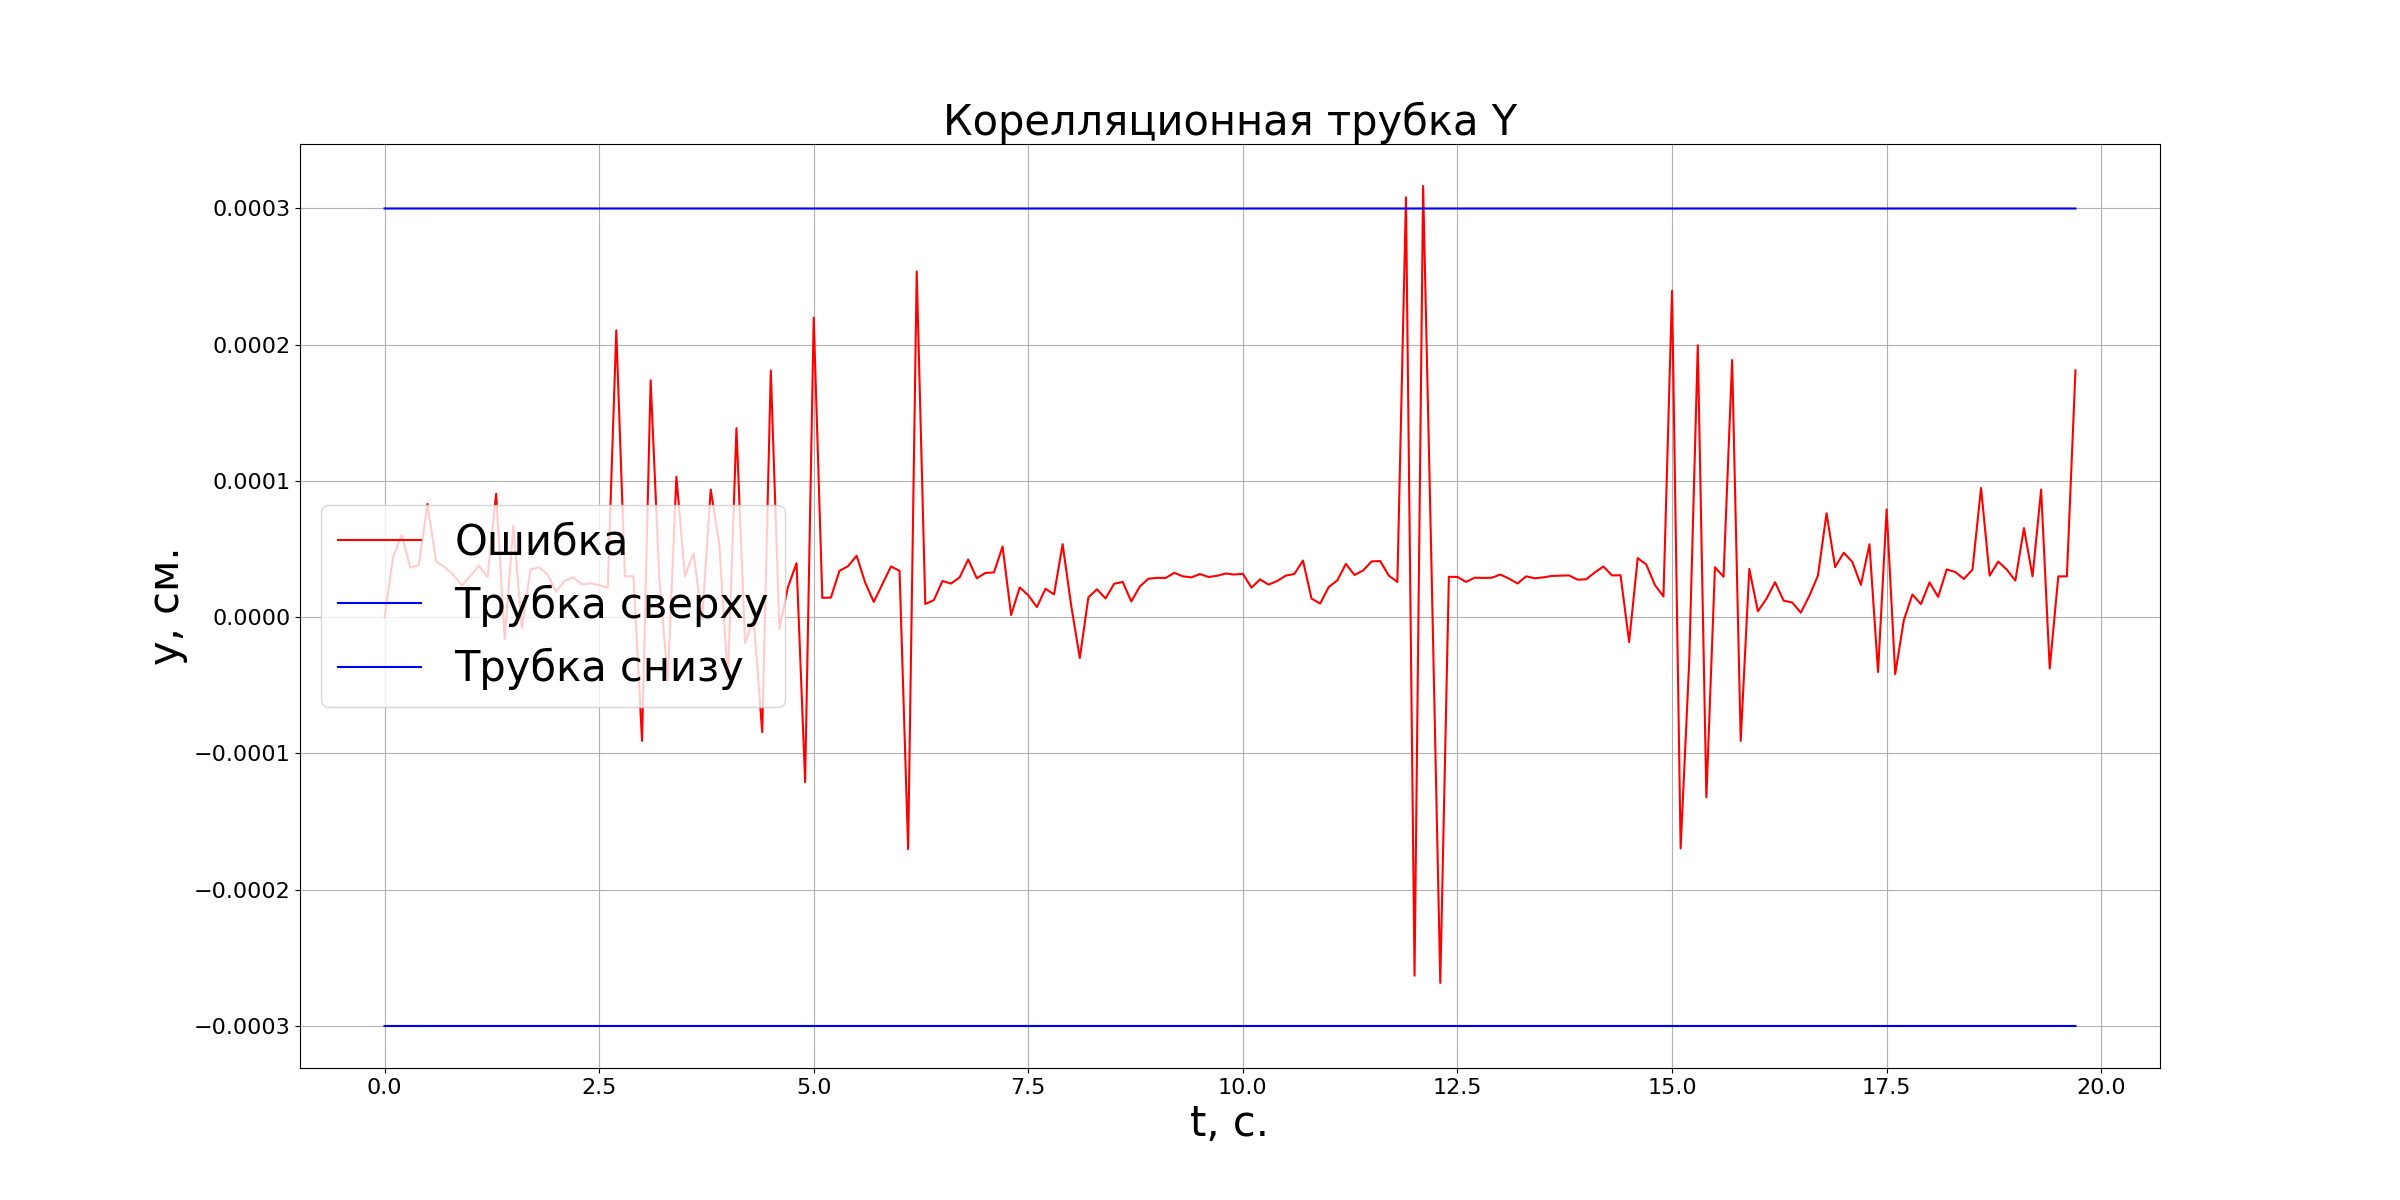 Корелляционная трубка Y
0.0003
0.0002
0.0001
0.0000
−0.0001
−0.0002
−0.0003
y, см.
Ошибка
Трубка сверху
Трубка снизу
0.0 2.5 5.0 7.5 10.0 12.5 15.0 17.5 20.0
t, с.